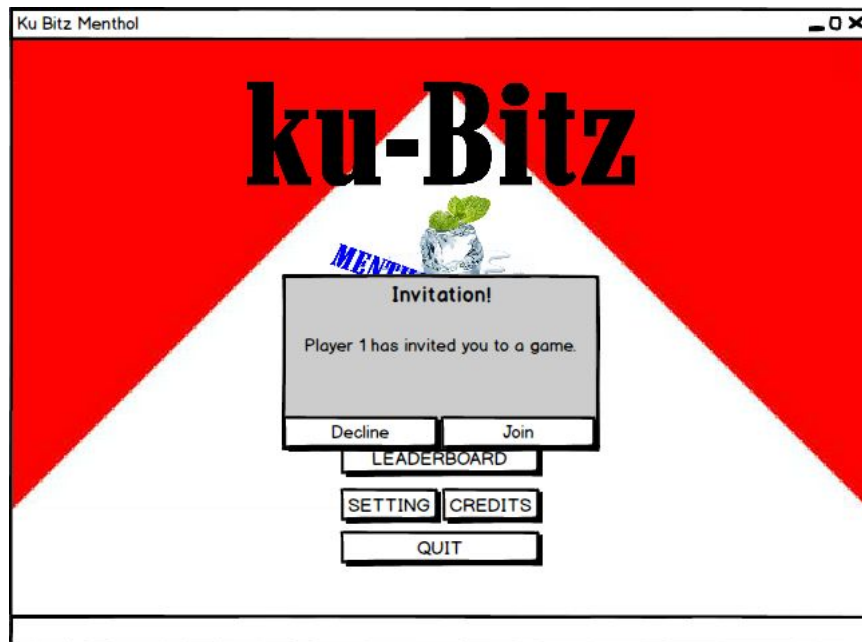 Ku Bitz Menthol
ku-Bitz
Invitation!
Player 1 has invited you to a game.
Decline
Join
LEADERBOARD
SETTING
CREDITS
QUIT